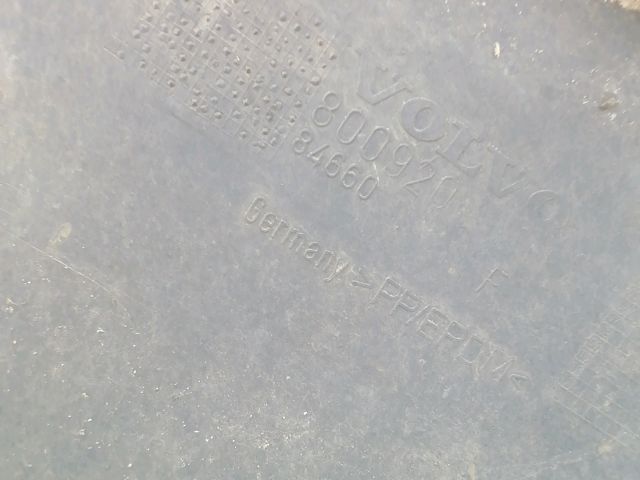 VOLVO
800920
84660
F
Germany >PP/EPDM<